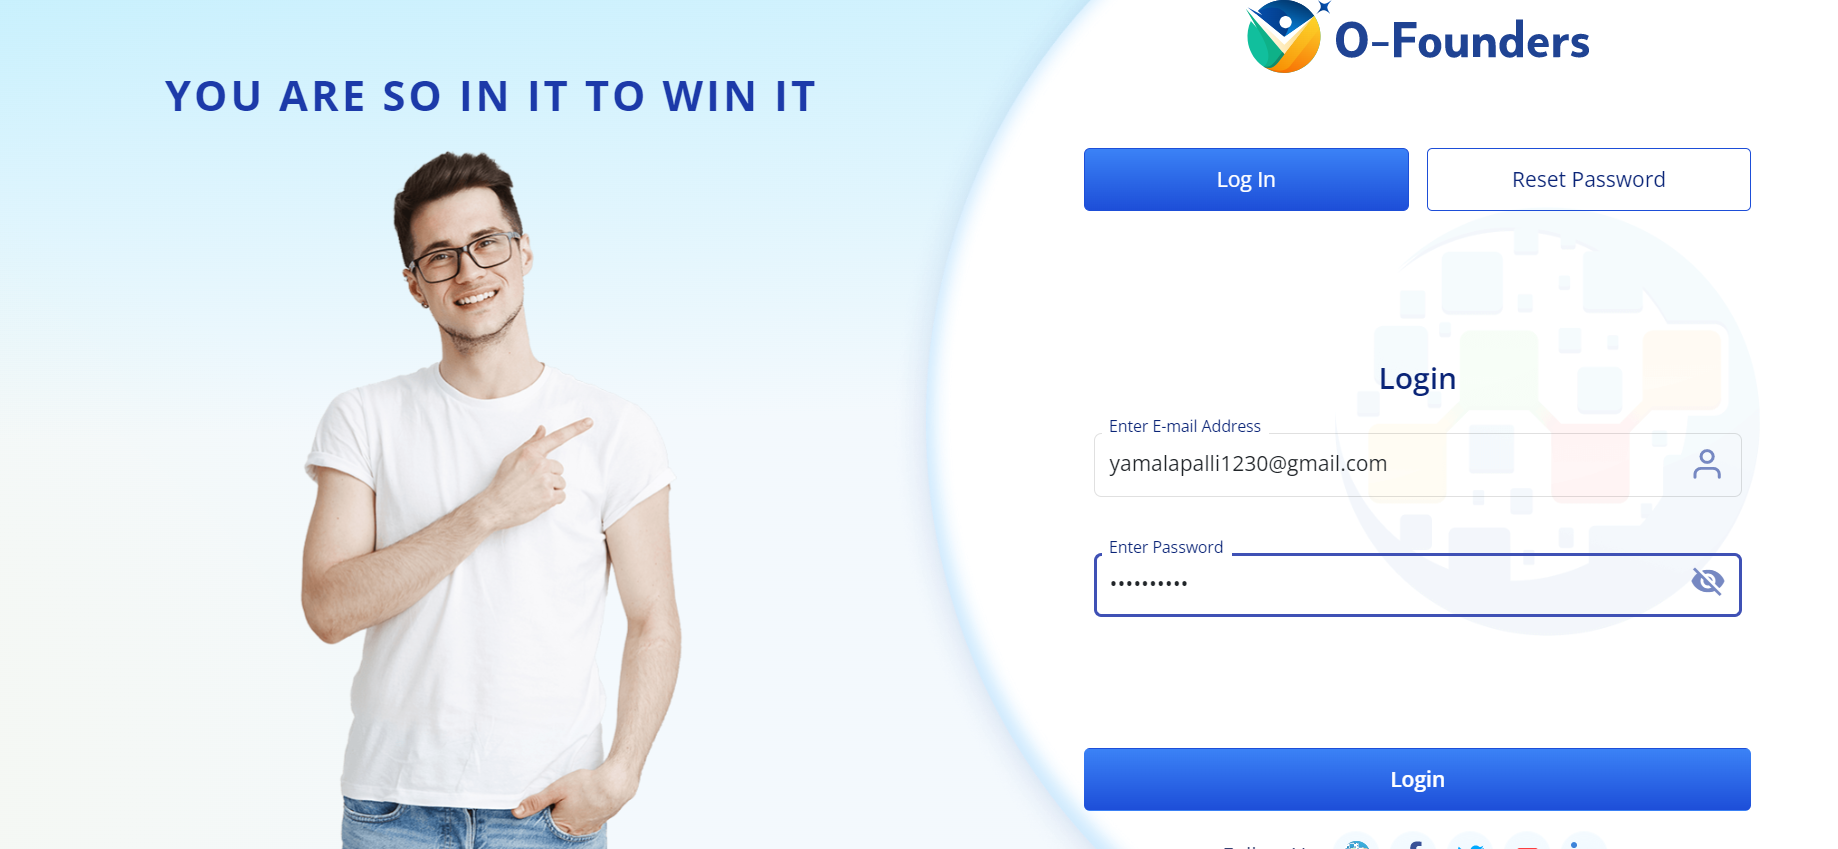 YOU ARE SO IN IT TO WIN IT
O-Founders
Log In
Reset Password
Login
Enter E-mail Address
yamalapalli1230@gmail.com
Enter Password
••••••••••
Login